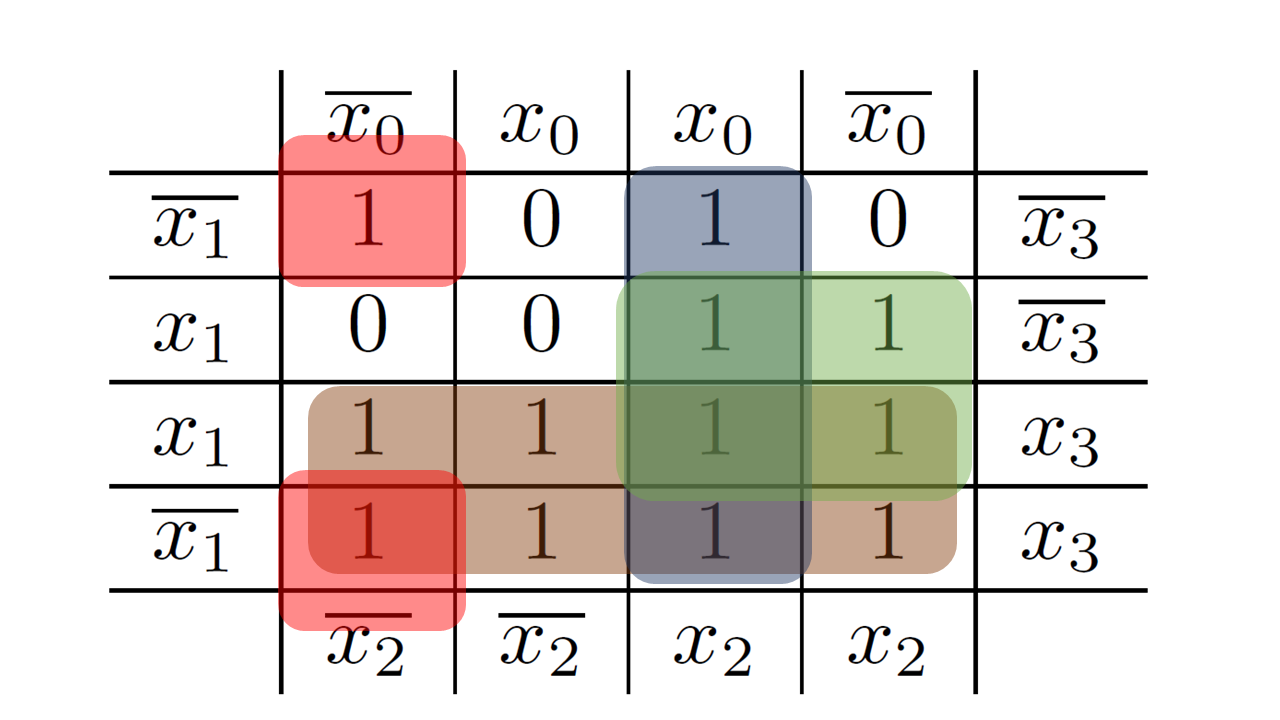 $\overline{x_0}$ $x_0$ $x_0$ $\overline{x_0}$
$\overline{x_1}$ 1 0 1 0 $\overline{x_3}$
$x_1$ 0 0 1 1 $\overline{x_3}$
$x_1$ 1 1 1 1 $x_3$
$\overline{x_1}$ 1 1 1 1 $x_3$
$\overline{x_2}$ $\overline{x_2}$ $x_2$ $x_2$